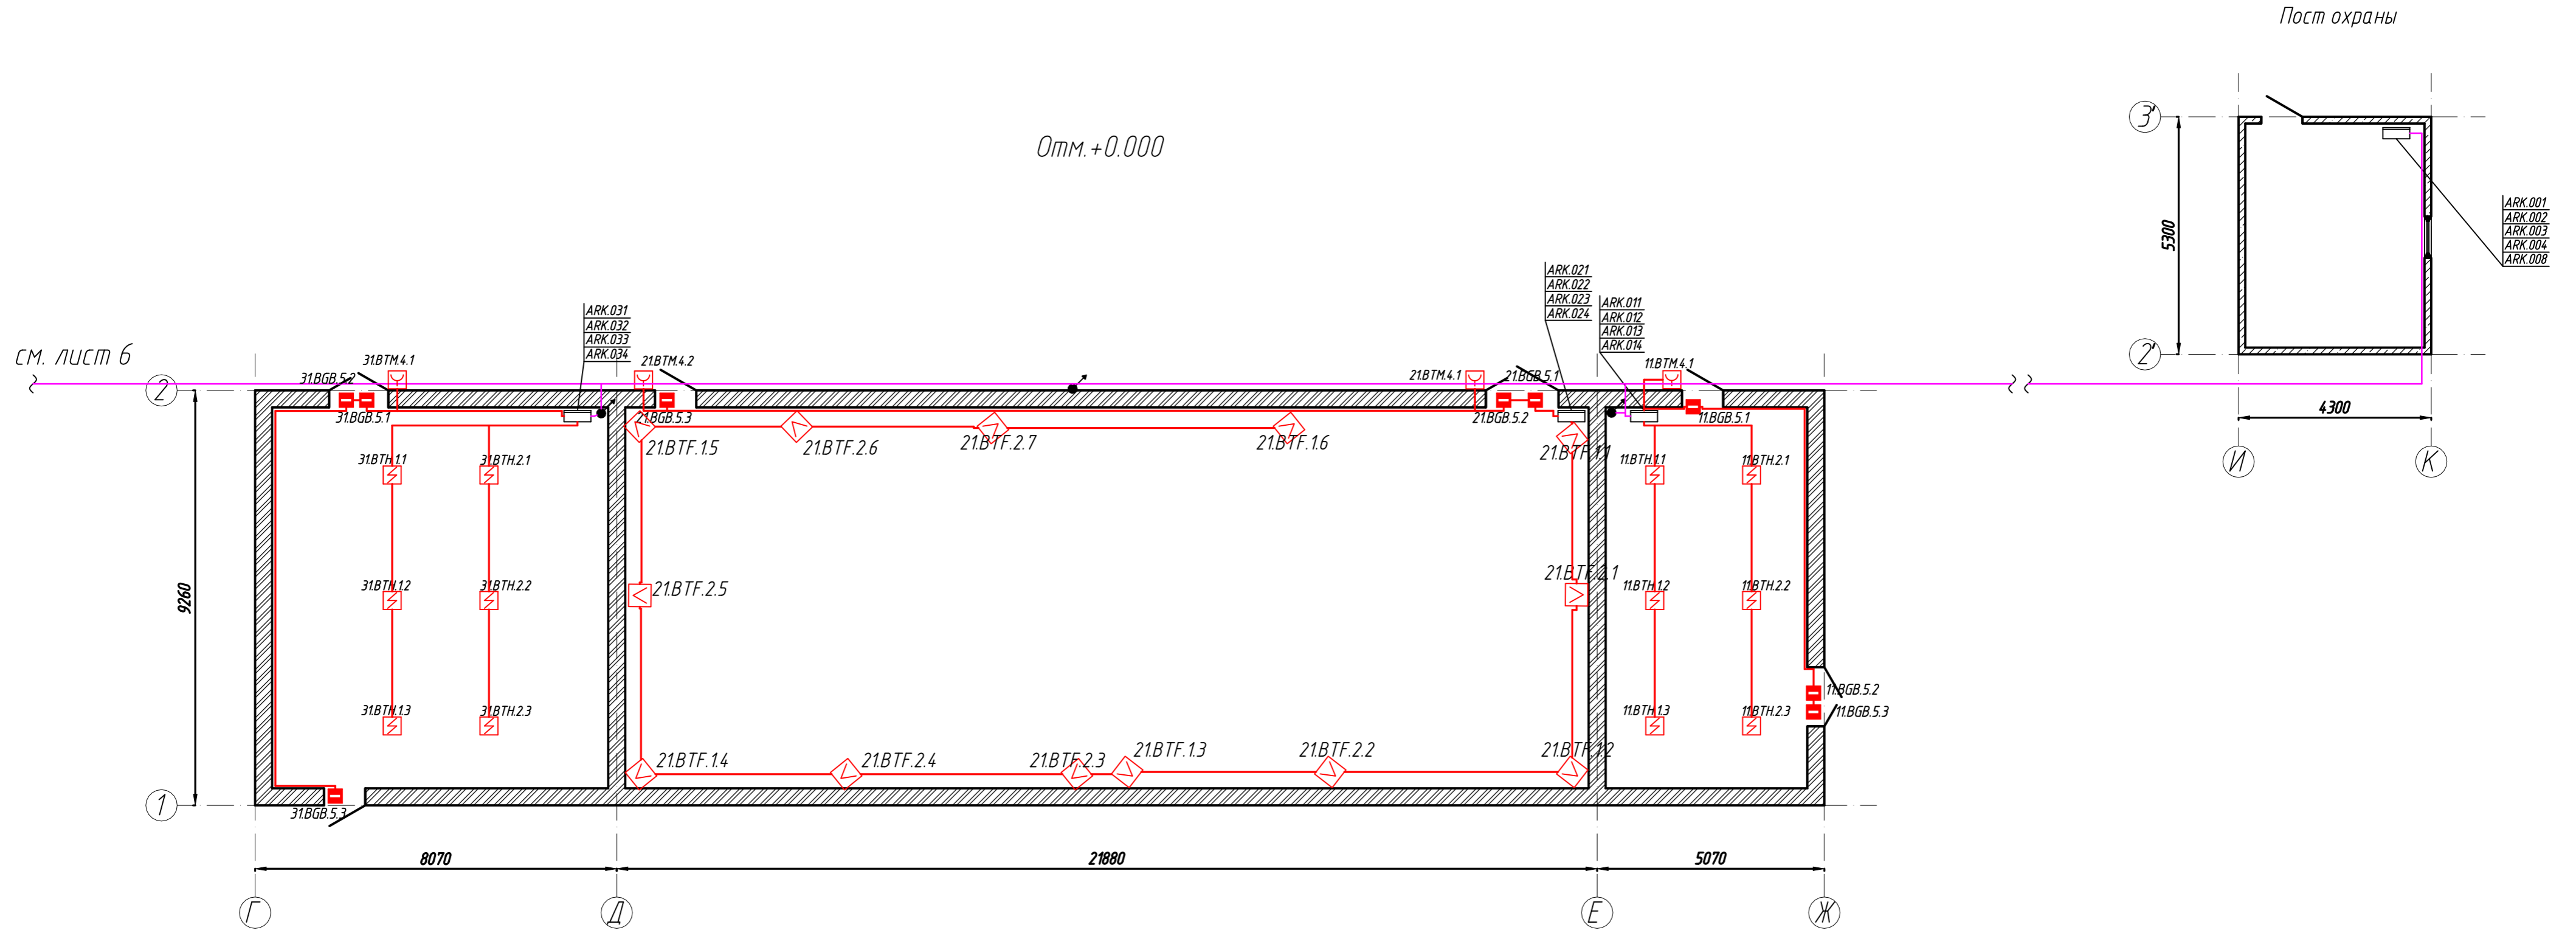 Пост охраны
3'
Отм.+0.000
5300
ARK.001
ARK.002
ARK.003
ARK.004
ARK.008
2'
4300
И
К
ARK.021
ARK.022
ARK.023
ARK.024
ARK.011
ARK.012
ARK.013
ARK.014
ARK.031
ARK.032
ARK.033
ARK.034
см. лист 6
31.BTM.4.1
21.BTM.4.2
21.BTM.4.1
11.BTM.4.1
31.BGB.5.2
21.BGB.5.1
2
31.BGB.5.1
21.BGB.5.3
21.BGB.5.2
11.BGB.5.1
21.BTF.1.5
21.BTF.2.6
21.BTF.2.7
21.BTF.1.6
21.BTF.1.1
31.BTH.1.1
31.BTH.2.1
11.BTH.1.1
11.BTH.2.1
9260
31.BTH.1.2
31.BTH.2.2
21.BTF.2.5
21.BTF.2.1
11.BTH.1.2
11.BTH.2.2
31.BTH.1.3
31.BTH.2.3
11.BTH.1.3
11.BTH.2.3
11.BGB.5.2
11.BGB.5.3
21.BTF.1.4
21.BTF.2.4
21.BTF.2.3
21.BTF.1.3
21.BTF.2.2
21.BTF.1.2
1
31.BGB.5.3
8070
21880
5070
Г
Д
Е
Ж